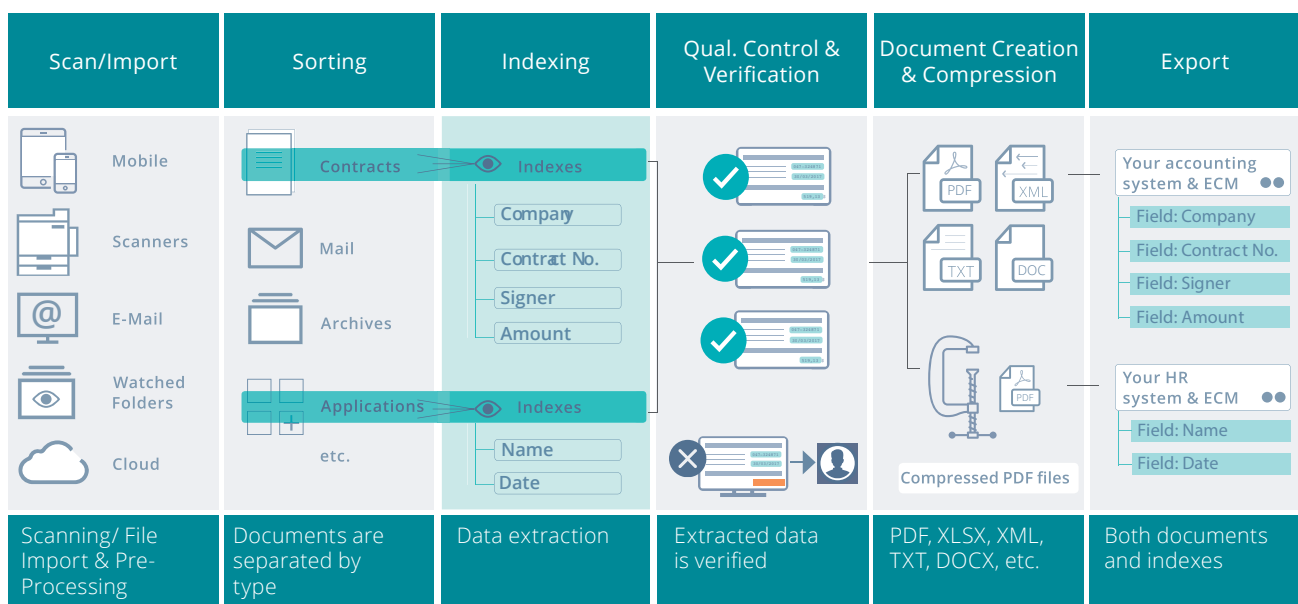 Scan/Import
Sorting
Indexing
Qual. Control &
Verification
Document Creation
& Compression
Export
Mobile
Scanners
@
E-Mail
Watched
Folders
Cloud
Contracts
Mail
Archives
Applications
etc.
Indexes
Company
Contract No.
Signer
Amount
Indexes
Name
Date
PDF
XML
TXT
DOC
PDF
Compressed PDF files
Your accounting
system & ECM
Field: Company
Field: Contract No.
Field: Signer
Field: Amount
Your HR
system & ECM
Field: Name
Field: Date
Scanning/ File
Import & Pre-
Processing
Documents are
separated by
type
Data extraction
Extracted data
is verified
PDF, XLSX, XML,
TXT, DOCX, etc.
Both documents
and indexes